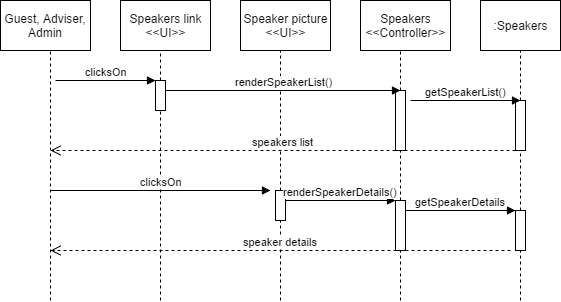 Guest, Adviser,
Admin
Speakers link
<<UI>>
Speaker picture
<<UI>>
Speakers
<<Controller>>
:Speakers
clicksOn
renderSpeakerList()
getSpeakerList()
speakers list
clicksOn
renderSpeakerDetails()
getSpeakerDetails
speaker details